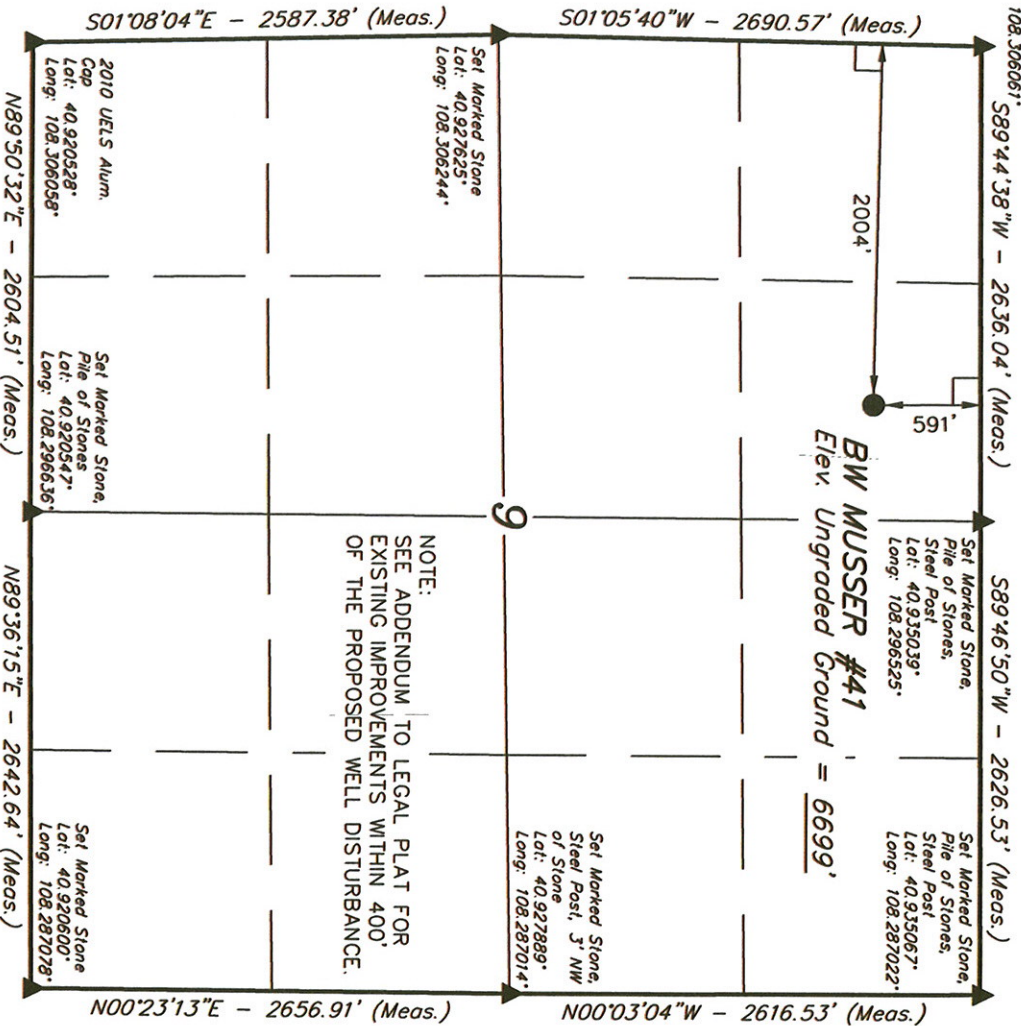 108.306061°
S89°44'38"W - 2636.04' (Meas.)
S89°46'50"W - 2626.53' (Meas.)
Set Marked Stone,
Pile of Stones,
Steel Post
Lat: 40.935039°
Long: 108.296525°
Set Marked Stone,
Pile of Stones,
Steel Post
Lat: 40.935067°
Long: 108.287022°
591'
2004'
BW MUSSER #41
Elev. Ungraded Ground = 6699'
S01°05'40"W - 2690.57' (Meas.)
N00°03'04"W - 2616.53' (Meas.)
Set Marked Stone
Lat: 40.927625°
Long: 108.306244°
9
Set Marked Stone,
Steel Post, 3' NW
of Stone
Lat: 40.927889°
Long: 108.287014°
NOTE:
SEE ADDENDUM TO LEGAL PLAT FOR
EXISTING IMPROVEMENTS WITHIN 400'
OF THE PROPOSED WELL DISTURBANCE.
S01°08'04"E - 2587.38' (Meas.)
N00°23'13"E - 2656.91' (Meas.)
2010 UELS Alum.
Cap
Lat: 40.920528°
Long: 108.306058°
Set Marked Stone,
Pile of Stones
Lat: 40.920547°
Long: 108.296636°
Set Marked Stone
Lat: 40.920600°
Long: 108.287078°
N89°50'32"E - 2604.51' (Meas.)
N89°36'15"E - 2642.64' (Meas.)